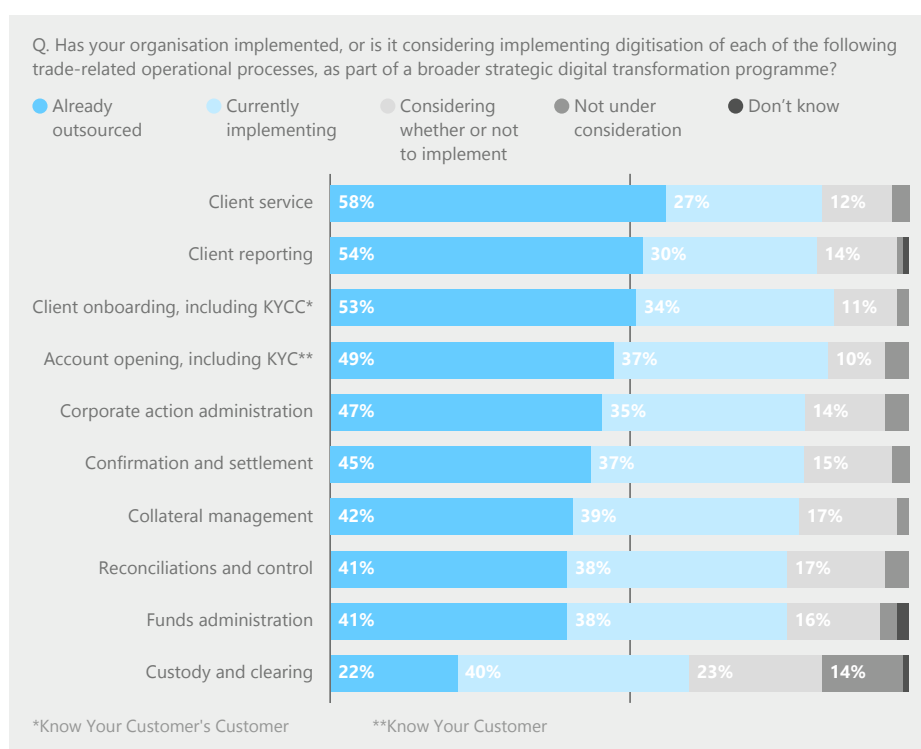 Q. Has your organisation implemented, or is it considering implementing digitisation of each of the following
trade-related operational processes, as part of a broader strategic digital transformation programme?
Already
outsourced
Currently
implementing
Considering
whether or not
to implement
Not under
consideration
Don't know
Client service 58% 27% 12%
Client reporting 54% 30% 14%
Client onboarding, including KYCC* 53% 34% 11%
Account opening, including KYC** 49% 37% 10%
Corporate action administration 47% 35% 14%
Confirmation and settlement 45% 37% 15%
Collateral management 42% 39% 17%
Reconciliations and control 41% 38% 17%
Funds administration 41% 38% 16%
Custody and clearing 22% 40% 23% 14%
*Know Your Customer's Customer **Know Your Customer